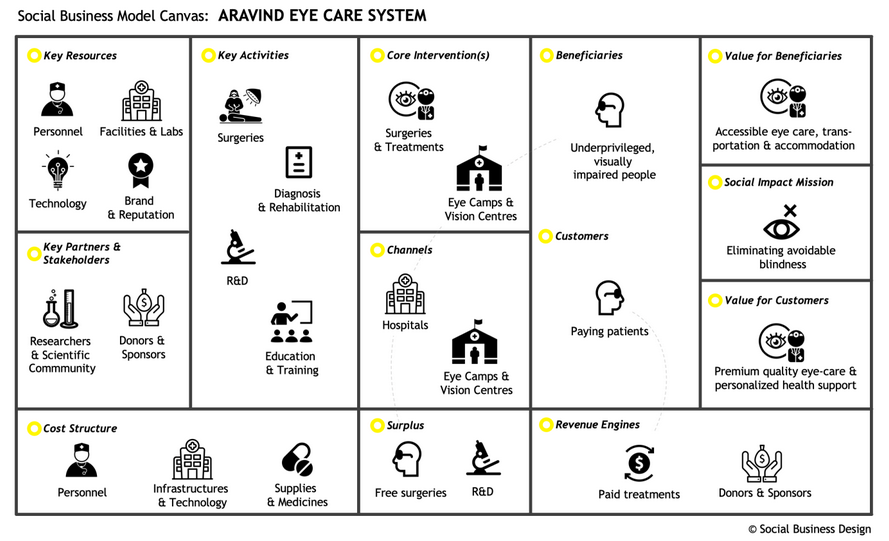 Social Business Model Canvas: ARAVIND EYE CARE SYSTEM
Key Resources
Personnel
Facilities & Labs
Technology
Brand
& Reputation
Key Partners &
Stakeholders
Researchers
& Scientific
Commmunity
Donors &
Sponsors
Key Activities
Surgeries
Diagnosis
& Rehabilitation
R&D
Education
& Training
Core Intervention(s)
Surgeries
& Treatments
Eye Camps &
Vision Centres
Channels
Hospitals
Eye Camps &
Vision Centres
Beneficiaries
Underprivileged,
visually
impaired people
Customers
Paying patients
Value for Beneficiaries
Accessible eye care, trans-
portation & accommodation
Social Impact Mission
Eliminating avoidable
blindness
Value for Customers
Premium quality eye-care &
personalized health support
Cost Structure
Personnel
Infrastructures
& Technology
Supplies
& Medicines
Surplus
Free surgeries
R&D
Revenue Engines
Paid treatments
Donors & Sponsors
© Social Business Design